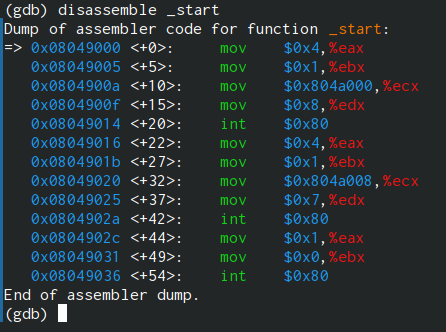 (gdb) disassemble _start
Dump of assembler code for function _start:
=> 0x08049000 <+0>:     mov    $0x4,%eax
   0x08049005 <+5>:     mov    $0x1,%ebx
   0x0804900a <+10>:    mov    $0x804a000,%ecx
   0x0804900f <+15>:    mov    $0x8,%edx
   0x08049014 <+20>:    int    $0x80
   0x08049016 <+22>:    mov    $0x4,%eax
   0x0804901b <+27>:    mov    $0x1,%ebx
   0x08049020 <+32>:    mov    $0x804a008,%ecx
   0x08049025 <+37>:    mov    $0x7,%edx
   0x0804902a <+42>:    int    $0x80
   0x0804902c <+44>:    mov    $0x1,%eax
   0x08049031 <+49>:    mov    $0x0,%ebx
   0x08049036 <+54>:    int    $0x80
End of assembler dump.
(gdb)